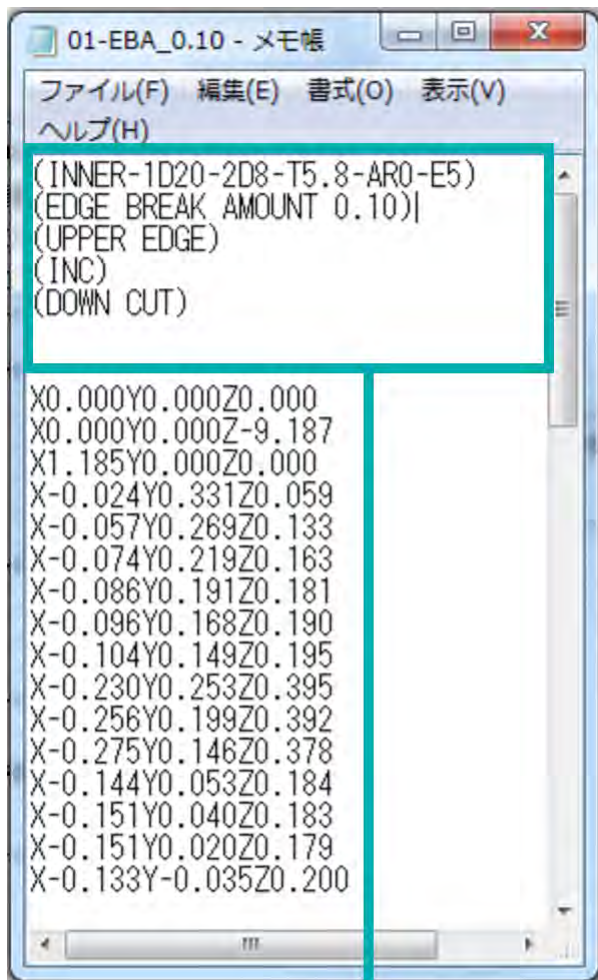 01-EBA_0.10 - メモ帳
ファイル(F) 編集(E) 書式(O) 表示(V)
ヘルプ(H)
(INNER-1D20-2D8-T5.8-AR0-E5)
(EDGE BREAK AMOUNT 0.10)
(UPPER EDGE)
(INC)
(DOWN CUT)
X0.000Y0.000Z0.000
X0.000Y0.000Z-9.187
X1.185Y0.000Z0.000
X-0.024Y0.331Z0.059
X-0.057Y0.269Z0.133
X-0.074Y0.219Z0.163
X-0.086Y0.191Z0.181
X-0.096Y0.168Z0.190
X-0.104Y0.149Z0.195
X-0.230Y0.253Z0.395
X-0.256Y0.199Z0.392
X-0.275Y0.146Z0.378
X-0.144Y0.053Z0.184
X-0.151Y0.040Z0.183
X-0.151Y0.020Z0.179
X-0.133Y-0.035Z0.200